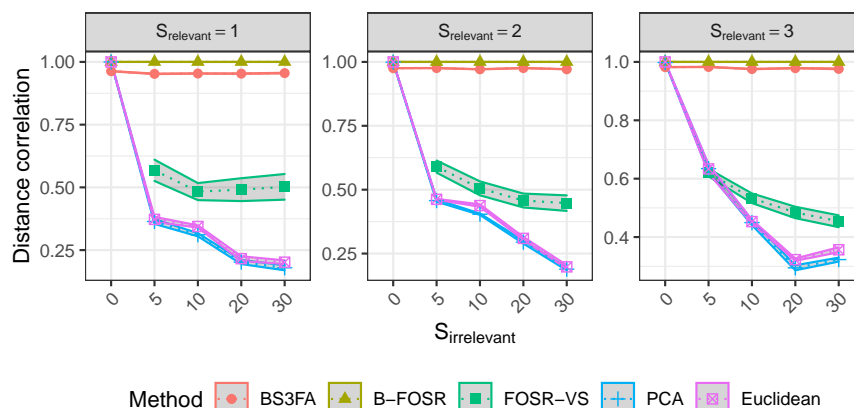 S_relevant = 1
S_relevant = 2
S_relevant = 3
Distance correlation
1.00
0.75
0.50
0.25
0 5 10 20 30
1.00
0.75
0.50
0.25
0 5 10 20 30
1.0
0.8
0.6
0.4
0 5 10 20 30
S_irrelevant
Method BS3FA B−FOSR FOSR−VS PCA Euclidean